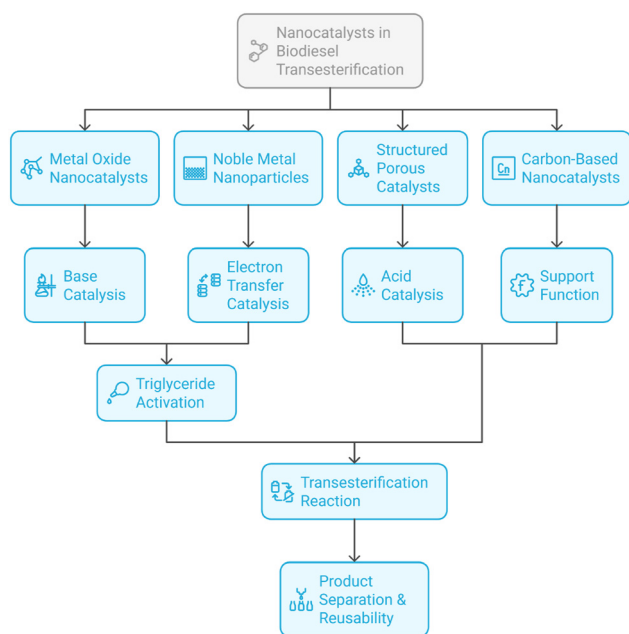 Nanocatalysts in
Biodiesel
Transesterification
Metal Oxide
Nanocatalysts
Noble Metal
Nanoparticles
Structured
Porous
Catalysts
Cn
Carbon-Based
Nanocatalysts
Base
Catalysis
Electron
Transfer
Catalysis
Acid
Catalysis
f
Support
Function
Triglyceride
Activation
Transesterification
Reaction
Product
Separation &
Reusability